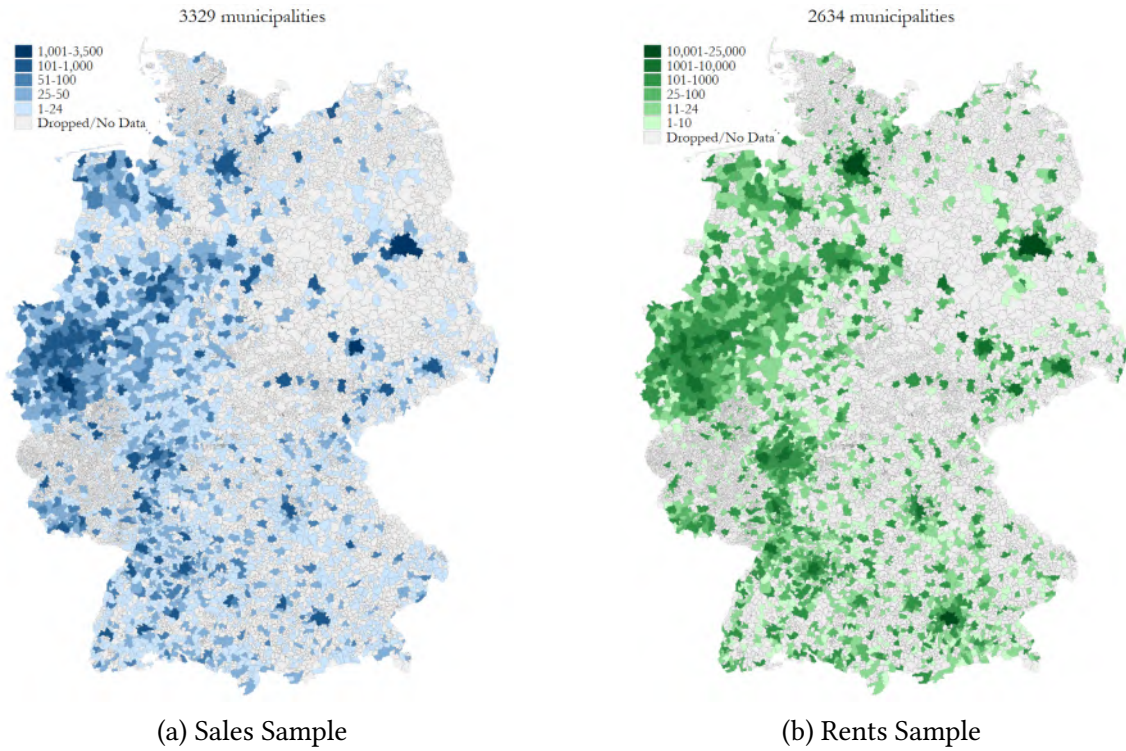 3329 municipalities
1,001-3,500
101-1,000
51-100
25-50
1-24
Dropped/No Data
(a) Sales Sample
2634 municipalities
10,001-25,000
1001-10,000
101-1000
25-100
11-24
1-10
Dropped/No Data
(b) Rents Sample